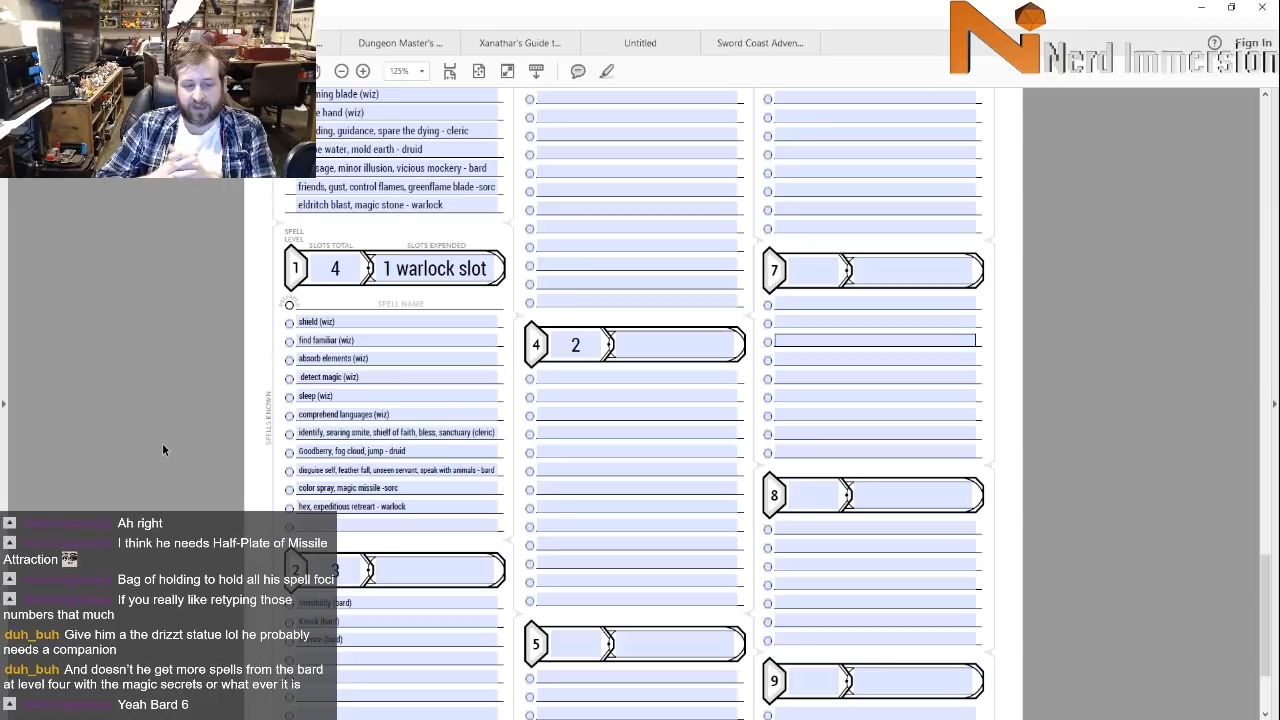 Dungeon Master's ...
Xanathar's Guide t...
Untitled
Sword Coast Adven...
Sign In
125%
Nerd Immersion
ming blade (wiz)
e hand (wiz)
ding, guidance, spare the dying - cleric
e water, mold earth - druid
sage, minor illusion, vicious mockery - bard
friends, gust, control flames, greenflame blade -sorc
eldritch blast, magic stone - warlock
SPELL
LEVEL
SLOTS TOTAL
SLOTS EXPENDED
1
4
1 warlock slot
SPELL NAME
SPELLS KNOWN
shield (wiz)
find familiar (wiz)
absorb elements (wiz)
detect magic (wiz)
sleep (wiz)
comprehend languages (wiz)
identify, searing smite, shielf of faith, bless, sanctuary (cleric)
Goodberry, fog cloud, jump - druid
disguise self, feather fall, unseen servant, speak with animals - bard
color spray, magic missile -sorc
hex, expeditious retreart - warlock
2
3
Invisibility (bard)
Knock (bard)
4
2
5
7
8
9
Ah right
I think he needs Half-Plate of Missile
Attraction
Bag of holding to hold all his spell foci
If you really like retyping those
numbers that much
duh_buh Give him a the drizzt statue lol he probably
needs a companion
duh_buh And doesn't he get more spells from the bard
at level four with the magic secrets or what ever it is
Yeah Bard 6